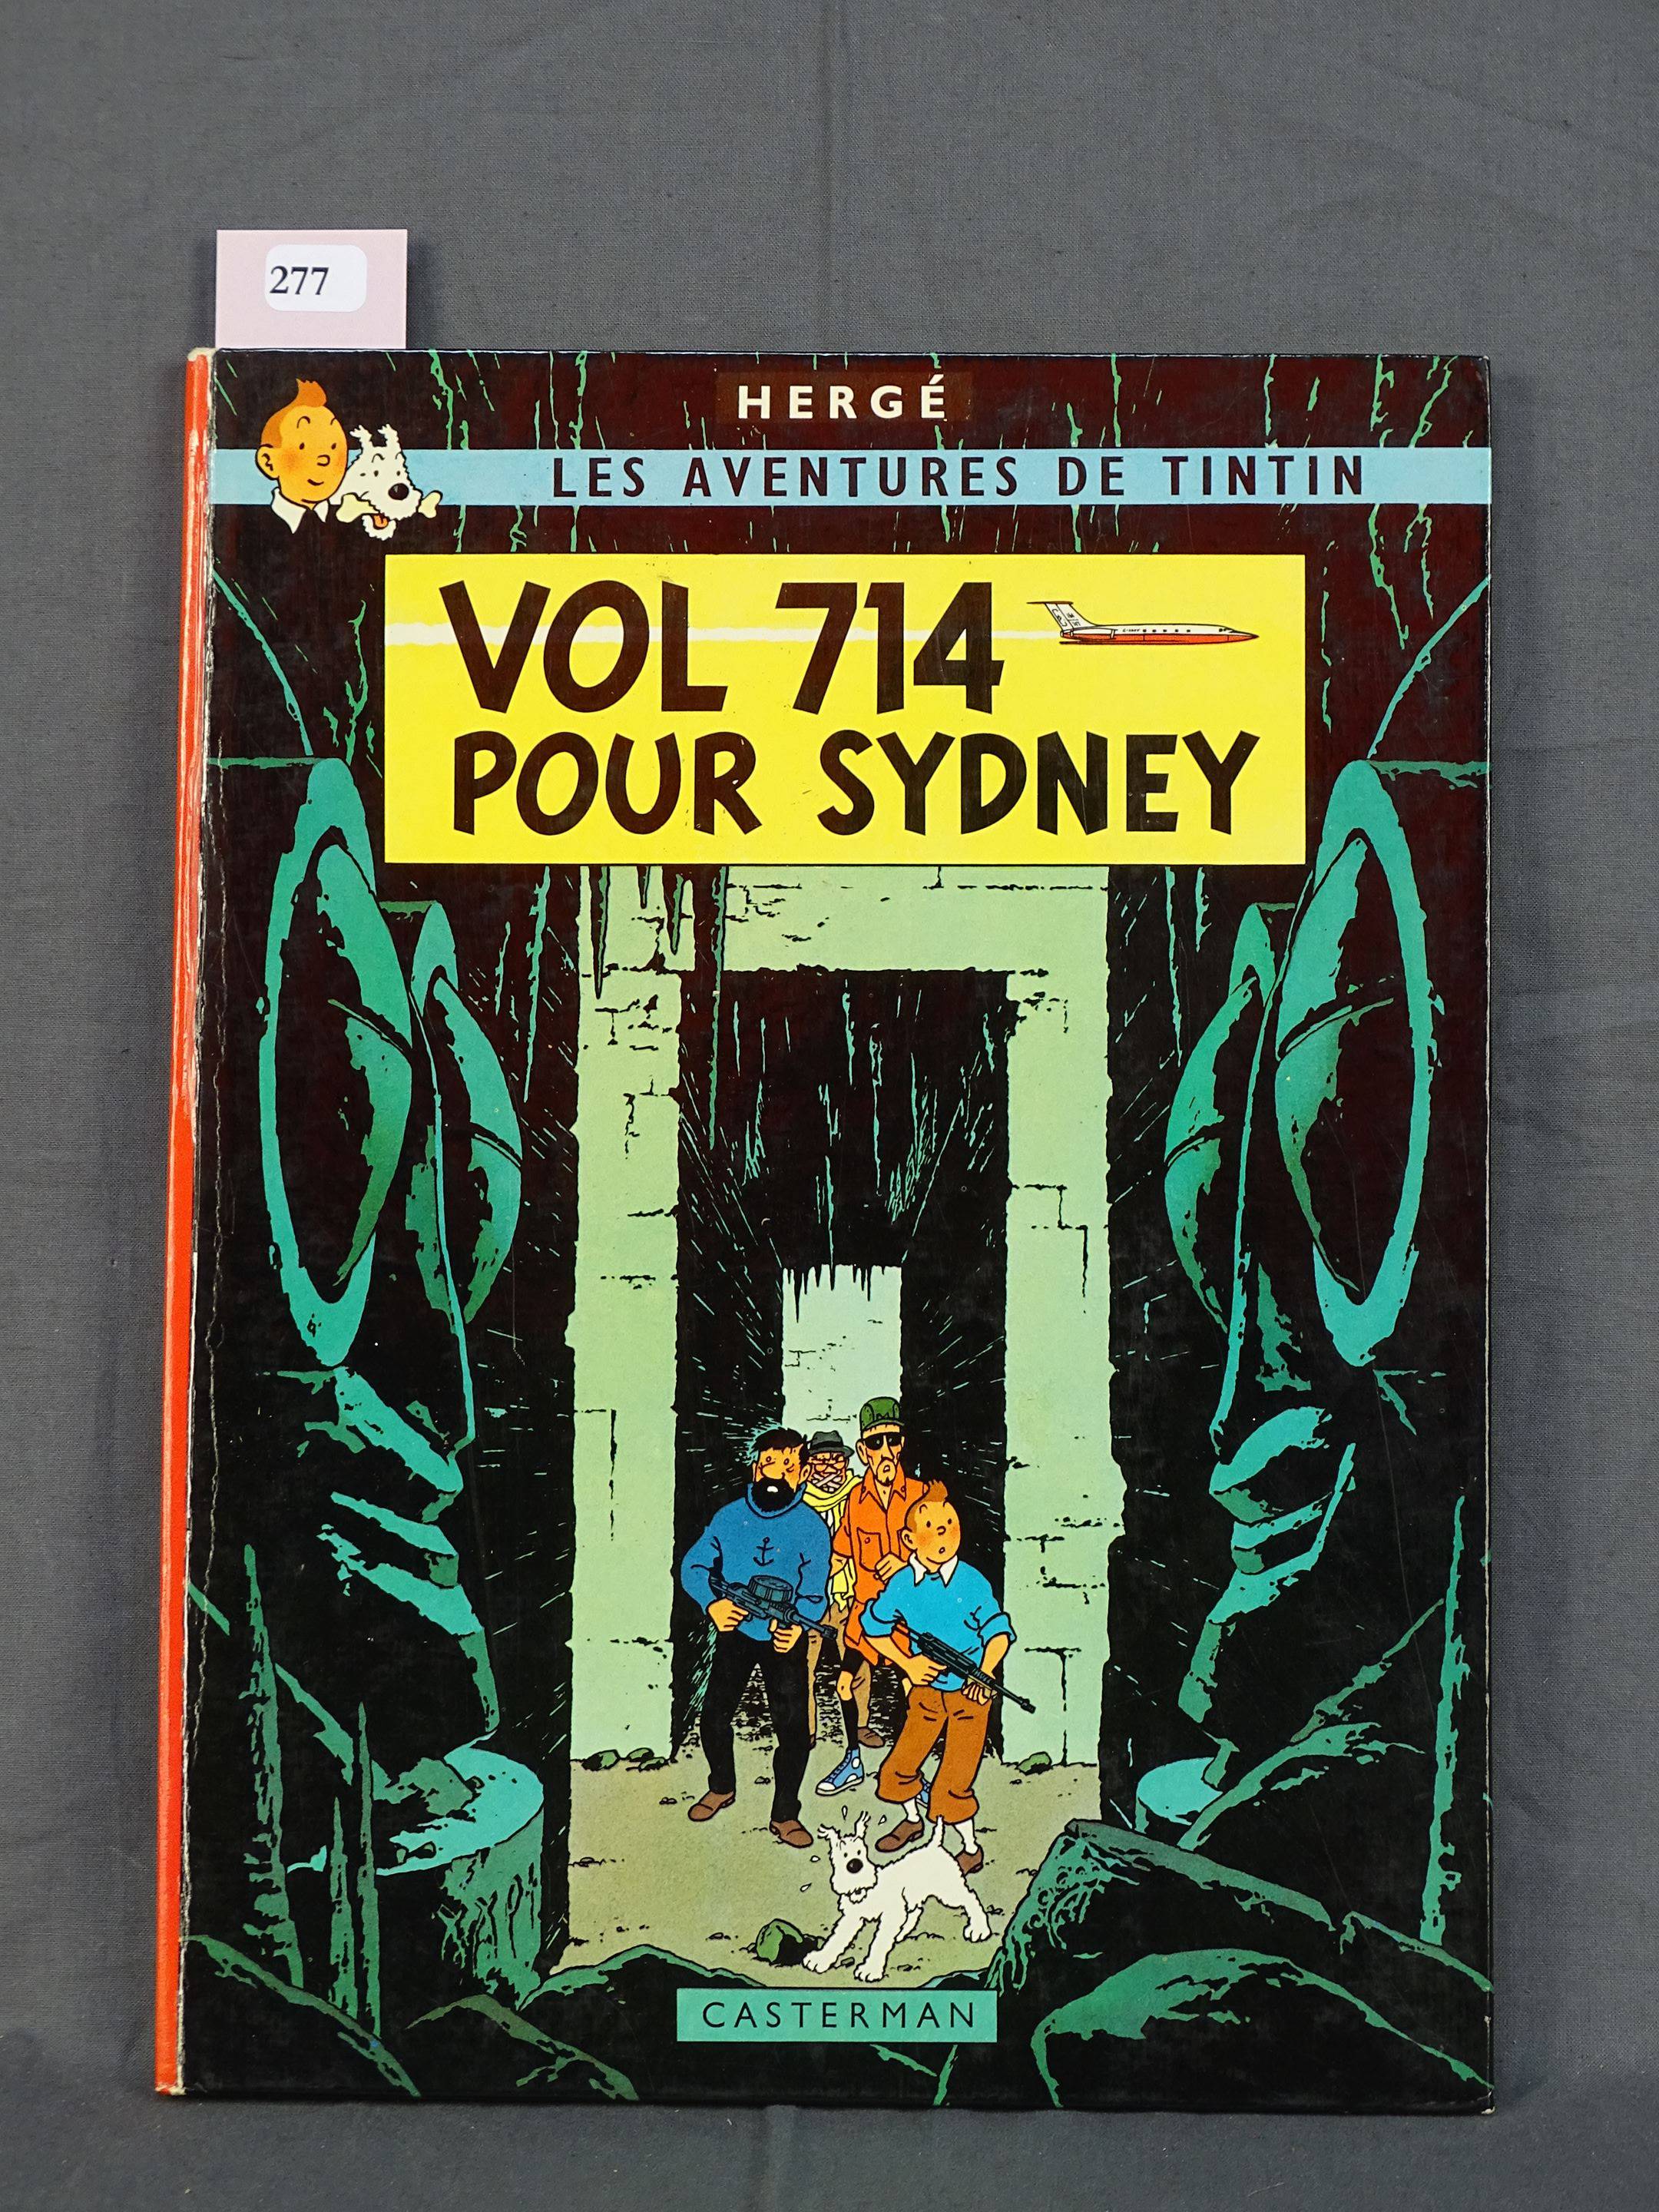 277
HERGÉ
LES AVENTURES DE TINTIN
VOL 714
POUR SYDNEY
CASTERMAN